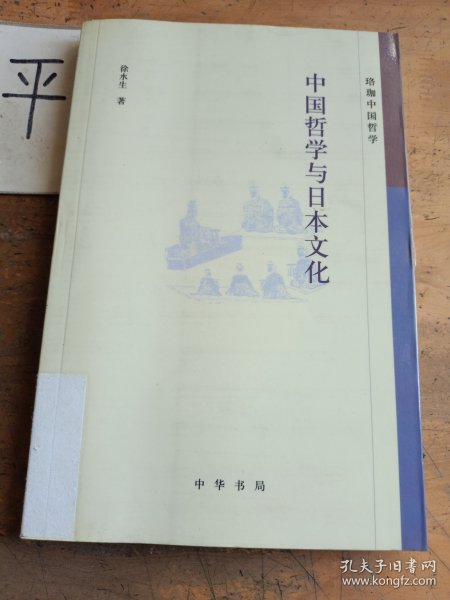 平
珞珈中国哲学
中国哲学与日本文化
徐水生 著
中华书局
孔夫子旧书网
www.kongfz.com